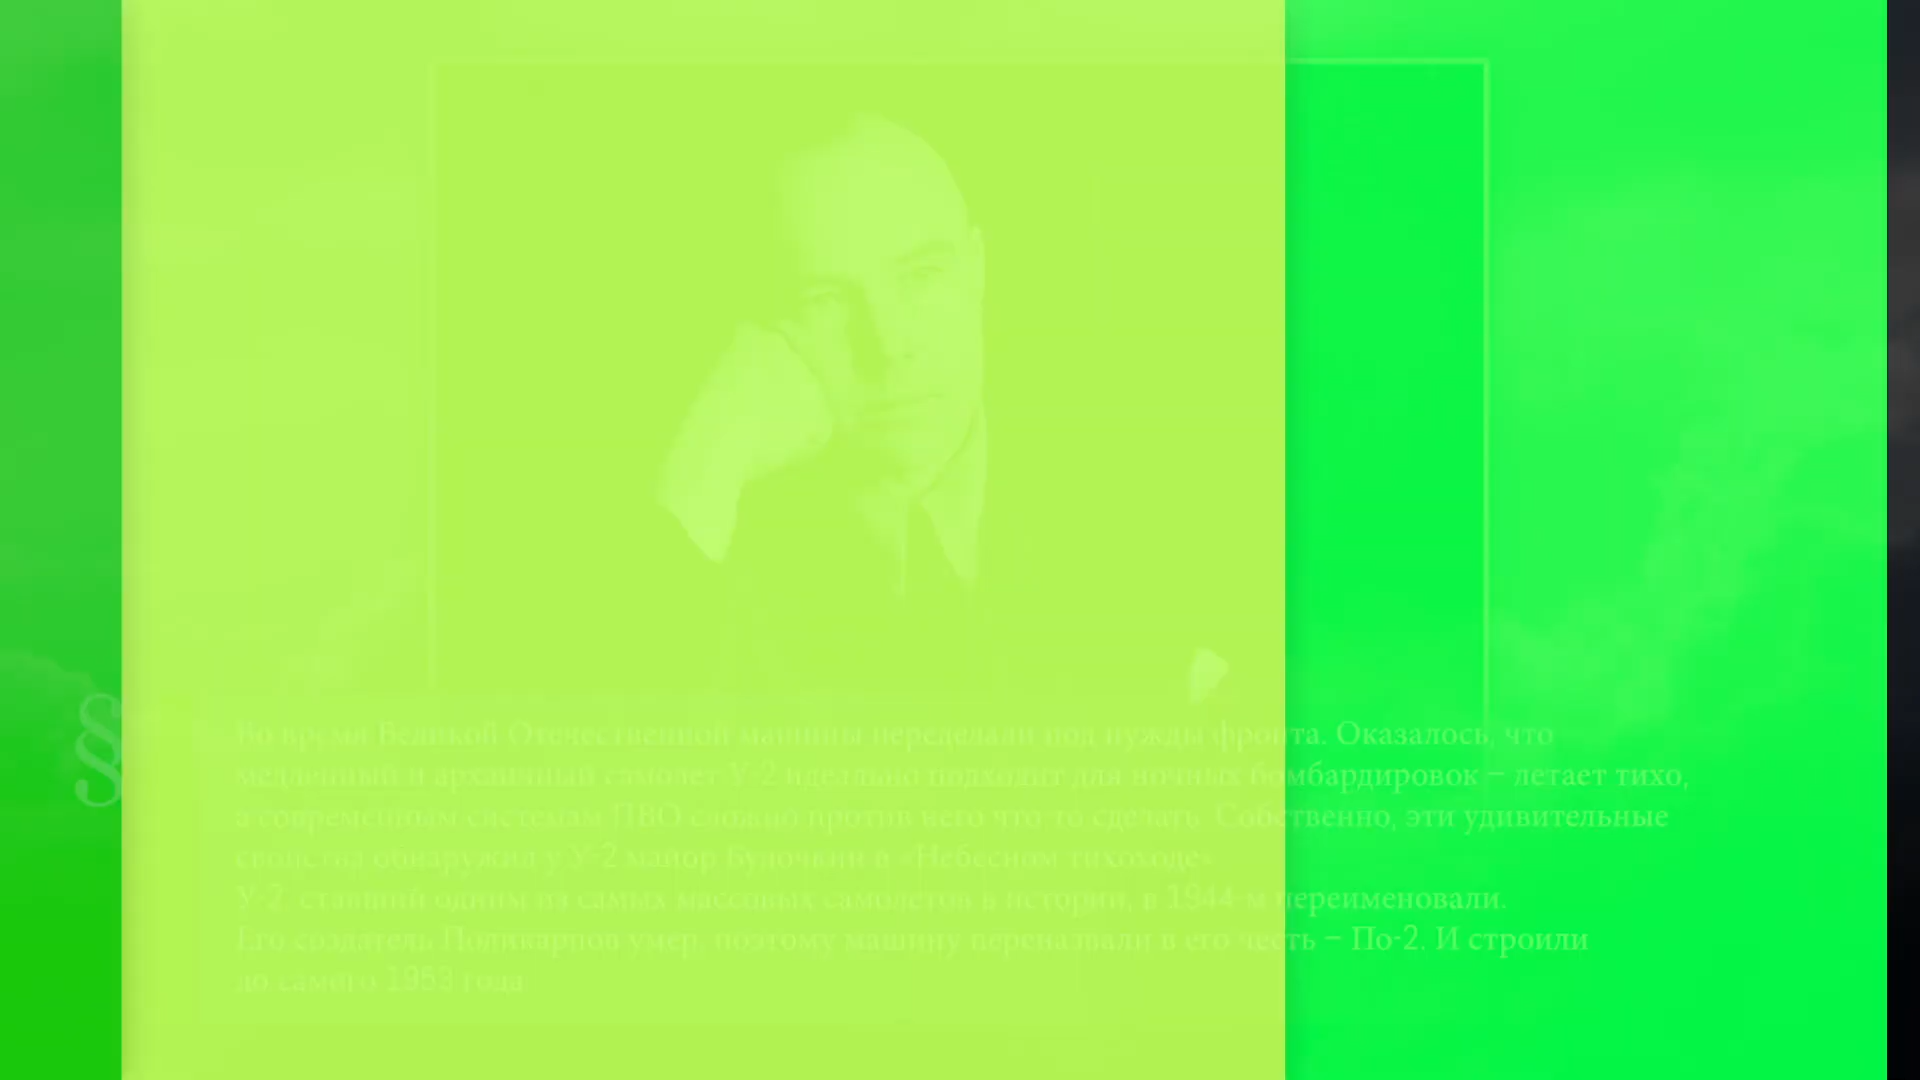 §
Во время Великой Отечественной машины переделали под нужды фронта. Оказалось, что
медленный и архаичный самолет У-2 идеально подходит для ночных бомбардировок – летает тихо,
а современным системам ПВО сложно против него что-то сделать. Собственно, эти удивительные
свойства обнаружил у У-2 майор Булочкин в «Небесном тихоходе»
У-2, ставший одним из самых массовых самолетов в истории, в 1944-м переименовали.
Его создатель Поликарпов умер, поэтому машину переназвали в его честь – По-2. И строили
до самого 1953 года